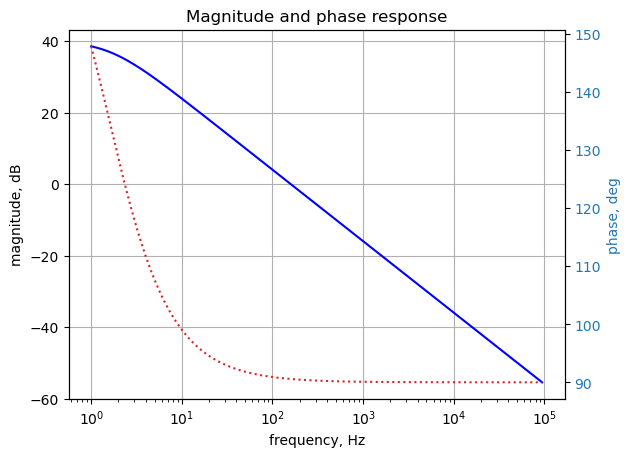 Magnitude and phase response
magnitude, dB
40
20
0
−20
−40
−60
10⁰ 10¹ 10² 10³ 10⁴ 10⁵
frequency, Hz
150
140
130
120
110
100
90
phase, deg